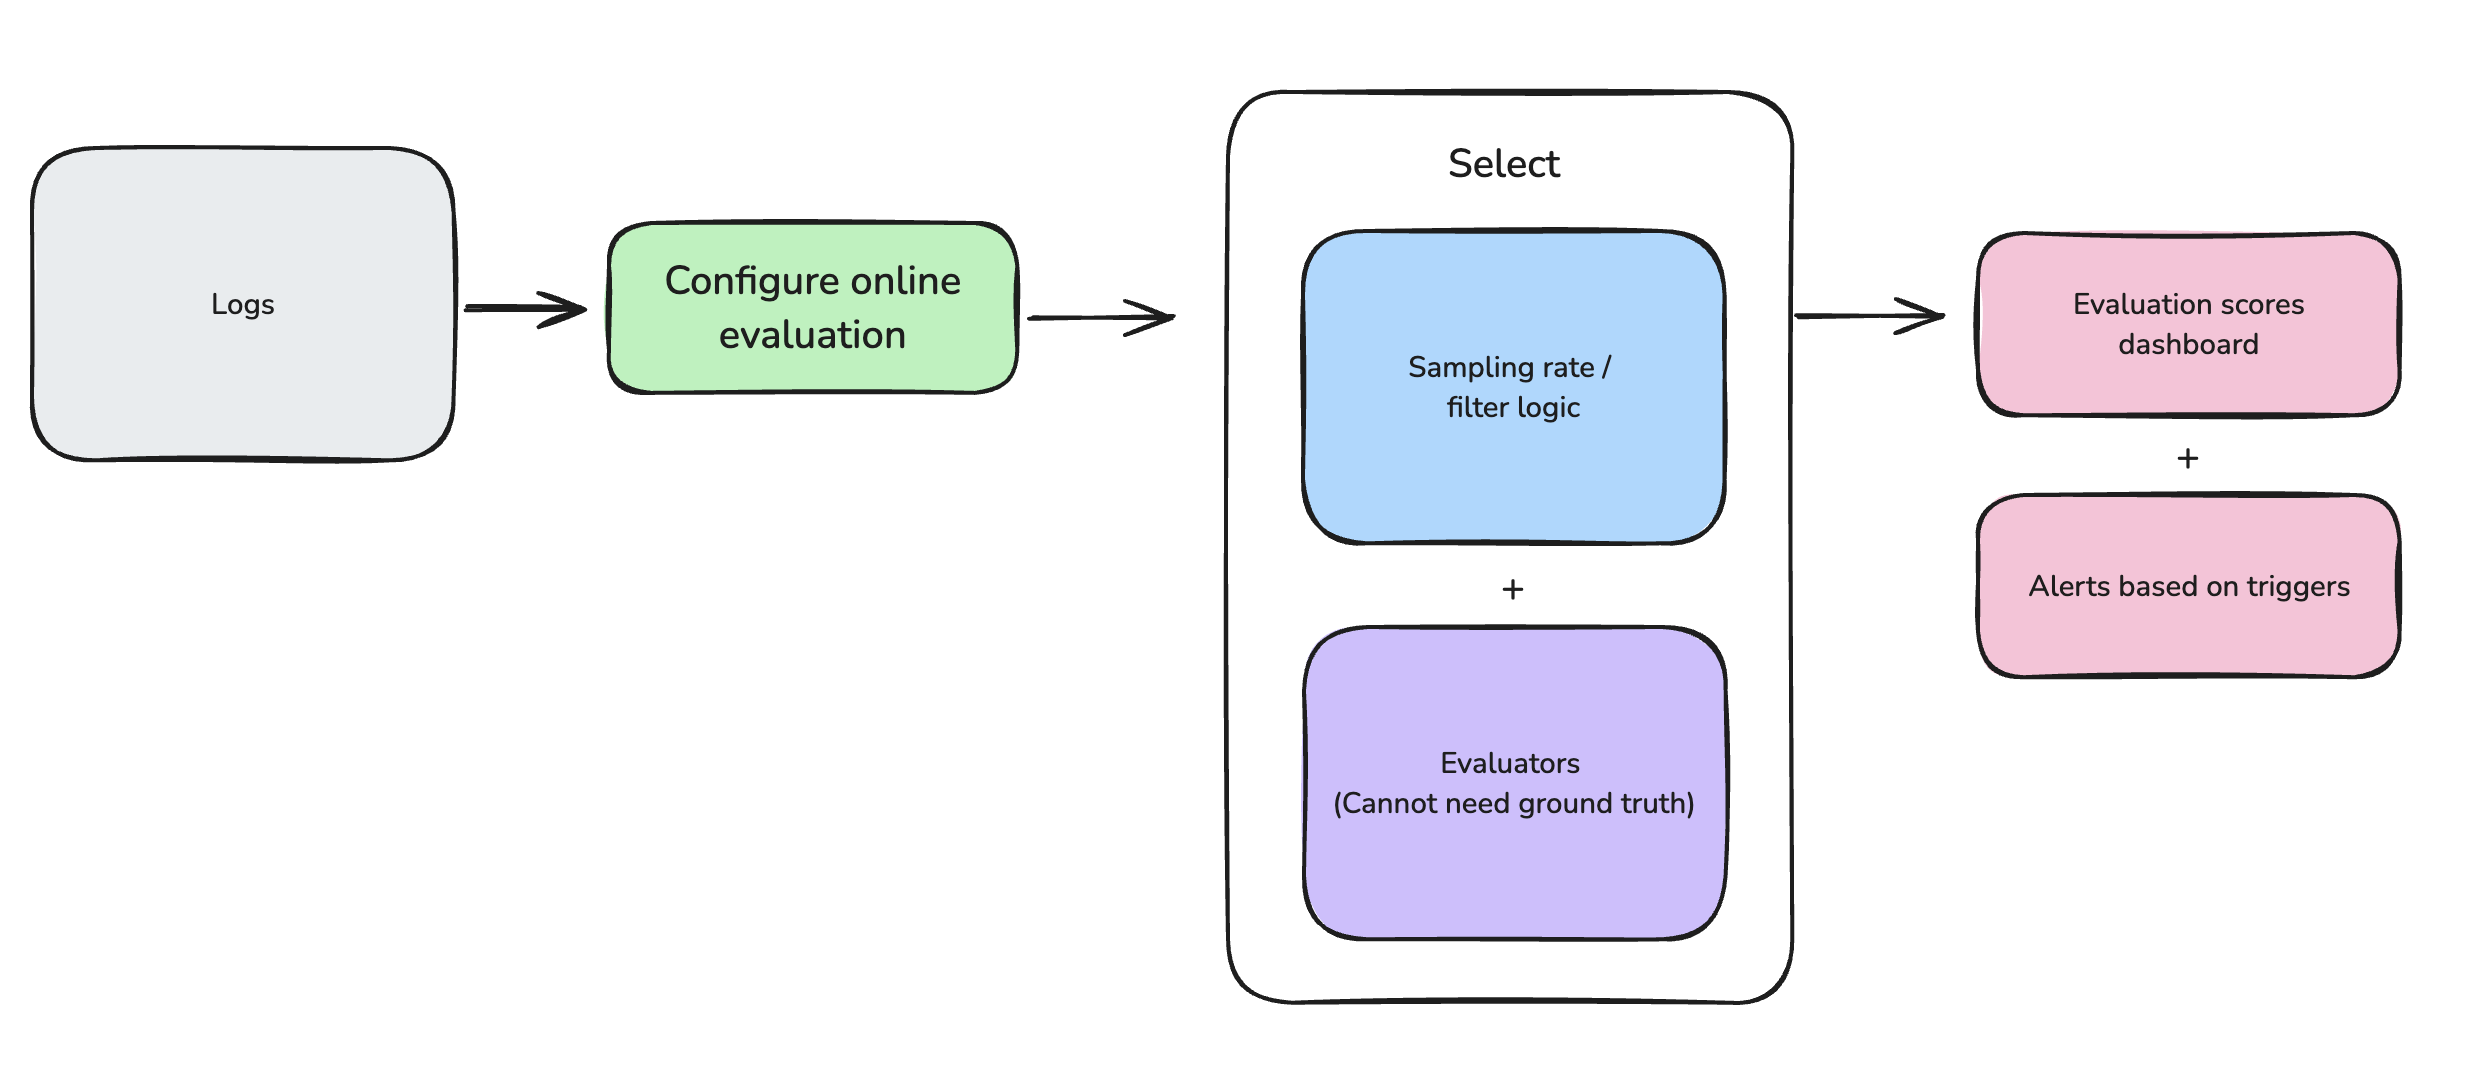 Logs
Configure online
evaluation
Select
Sampling rate /
filter logic
+
Evaluators
(Cannot need ground truth)
Evaluation scores
dashboard
+
Alerts based on triggers